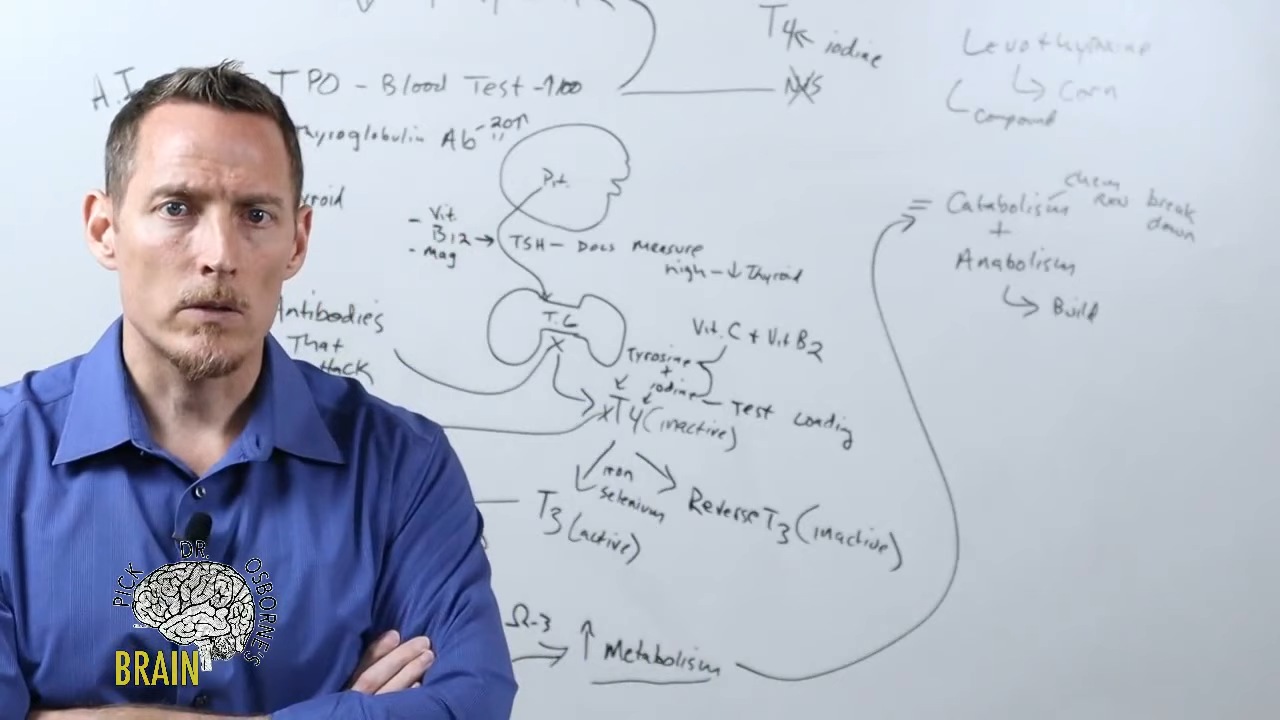 T4 iodine
N/S
Levothyroxine
Corn
Compound
A.I
TPO - Blood Test - ↑100
Thyroglobulin Ab - 20↑
Pit.
- Vit.
B12 →
- Mag
TSH - Docs Measure
high - ↓ Thyroid
= Catabolism
chem
RXN break
down
+
Anabolism
Build
T.G
Antibodies
That
Vit. C + Vit B2
Tyrosine
+
iodine - Test Loading
T4 (inactive)
iron
selenium
T3 (active)
Reverse T3 (inactive)
Ω-3
↑ Metabolism
PICK DR. OSBORNE'S
BRAIN